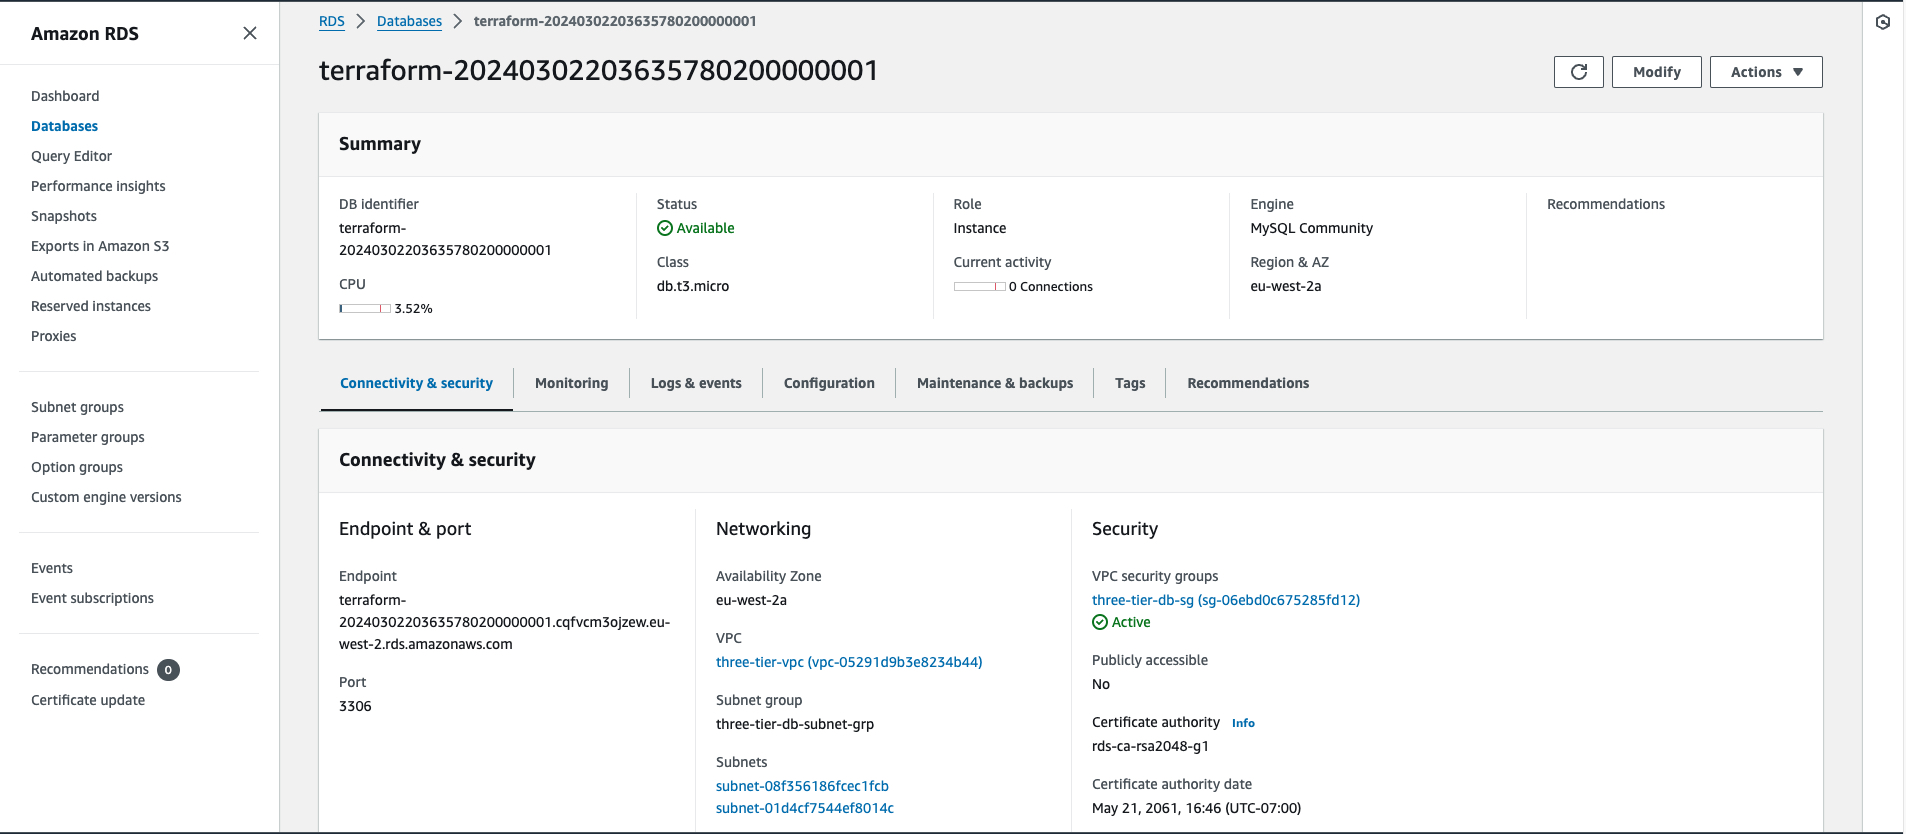 Amazon RDS
Dashboard
Databases
Query Editor
Performance insights
Snapshots
Exports in Amazon S3
Automated backups
Reserved instances
Proxies
Subnet groups
Parameter groups
Option groups
Custom engine versions
Events
Event subscriptions
Recommendations 0
Certificate update
RDS > Databases > terraform-20240302203635780200000001
terraform-20240302203635780200000001
Modify
Actions
Summary
DB identifier
terraform-
20240302203635780200000001
CPU
3.52%
Status
Available
Class
db.t3.micro
Role
Instance
Current activity
0 Connections
Engine
MySQL Community
Region & AZ
eu-west-2a
Recommendations
Connectivity & security
Monitoring
Logs & events
Configuration
Maintenance & backups
Tags
Recommendations
Connectivity & security
Endpoint & port
Endpoint
terraform-
20240302203635780200000001.cqfvcm3ojzew.eu-
west-2.rds.amazonaws.com
Port
3306
Networking
Availability Zone
eu-west-2a
VPC
three-tier-vpc (vpc-05291d9b3e8234b44)
Subnet group
three-tier-db-subnet-grp
Subnets
subnet-08f356186fcec1fcb
subnet-01d4cf7544ef8014c
Security
VPC security groups
three-tier-db-sg (sg-06ebd0c675285fd12)
Active
Publicly accessible
No
Certificate authority Info
rds-ca-rsa2048-g1
Certificate authority date
May 21, 2061, 16:46 (UTC-07:00)